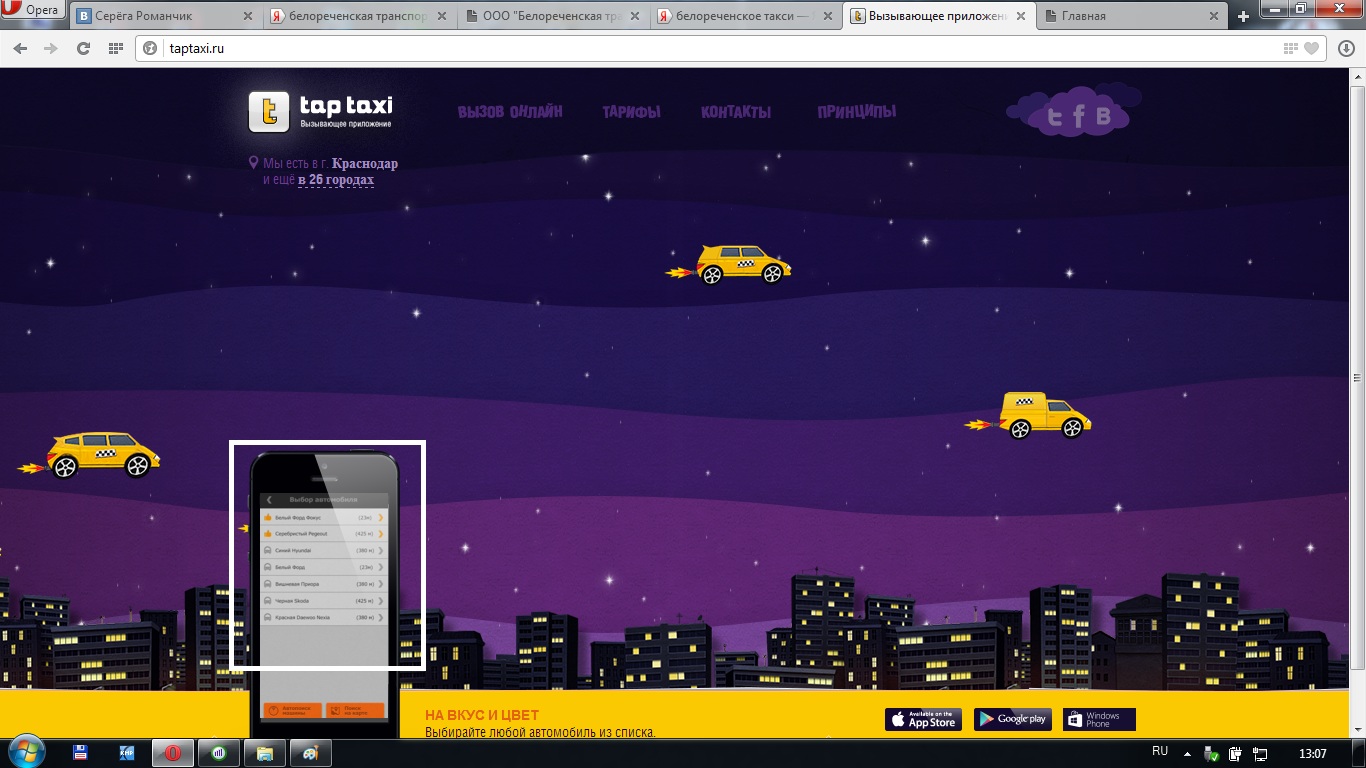 Opera
Серёга Романчик
белореченская транспор
ООО "Белореченская тра
белореченское такси —
Вызывающее приложен
Главная
taptaxi.ru
tap taxi
Вызывающее приложение
ВЫЗОВ ОНЛАЙН
ТАРИФЫ
КОНТАКТЫ
ПРИНЦИПЫ
Мы есть в г. Краснодар
и ещё в 26 городах
Выбор автомобиля
Белый Форд Фокус (23м)
Серебристый Pegeout (425 м)
Синий Hyundai (380 м)
Белый Форд (23м)
Вишневая Приора (380 м)
Черная Skoda (425 м)
Красная Daewoo Nexia (380 м)
Поиск
на карте
НА ВКУС И ЦВЕТ
Выбирайте любой автомобиль из списка.
Available on the
App Store
Google play
Windows
Phone
RU
13:07